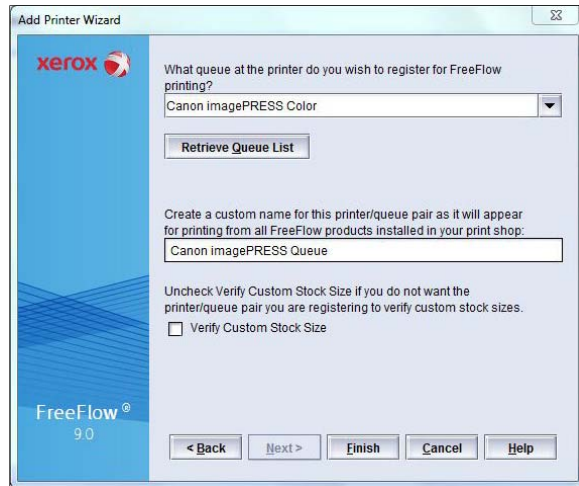 Add Printer Wizard
xerox
What queue at the printer do you wish to register for FreeFlow
printing?
Canon imagePRESS Color
Retrieve Queue List
Create a custom name for this printer/queue pair as it will appear
for printing from all FreeFlow products installed in your print shop:
Canon imagePRESS Queue
Uncheck Verify Custom Stock Size if you do not want the
printer/queue pair you are registering to verify custom stock sizes.
Verify Custom Stock Size
FreeFlow ®
9.0
< Back Next > Finish Cancel Help